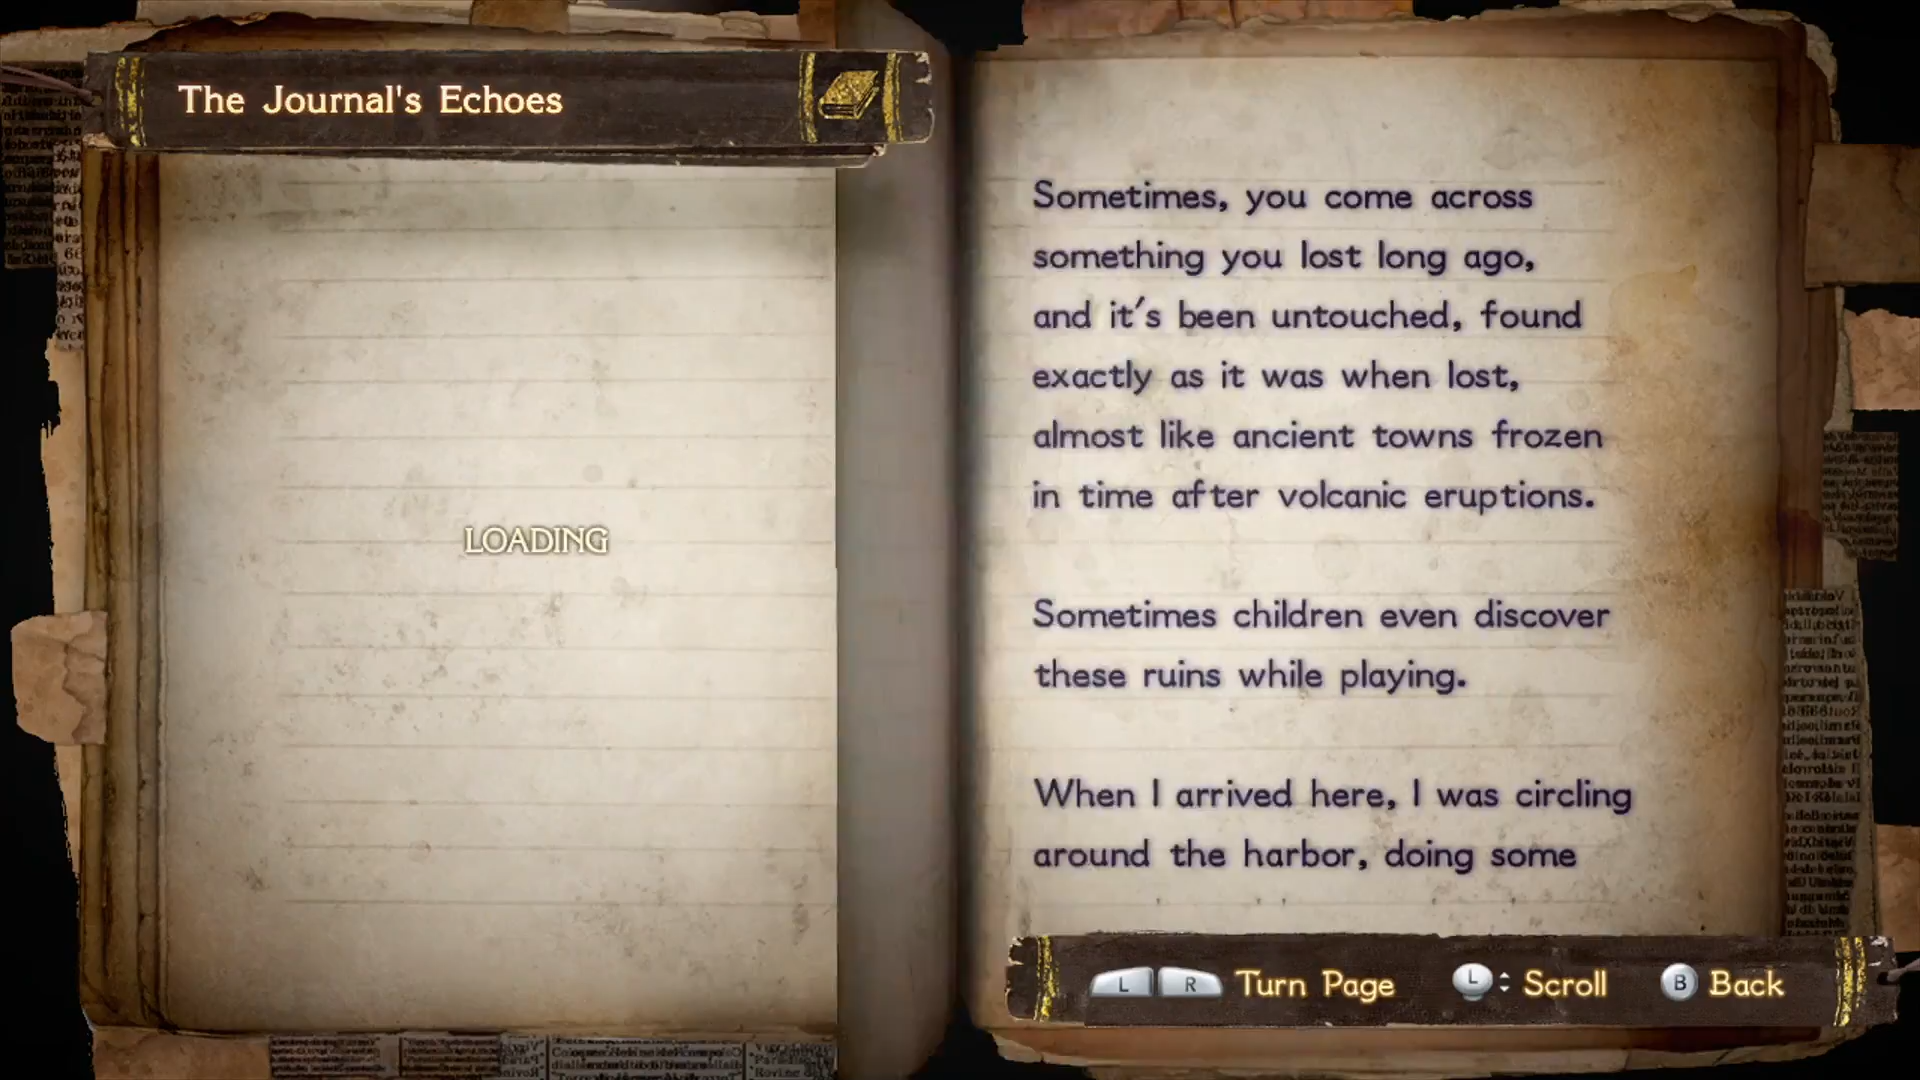 The Journal's Echoes
LOADING
Sometimes, you come across
something you lost long ago,
and it's been untouched, found
exactly as it was when lost,
almost like ancient towns frozen
in time after volcanic eruptions.
Sometimes children even discover
these ruins while playing.
When I arrived here, I was circling
around the harbor, doing some
L R Turn Page L Scroll B Back